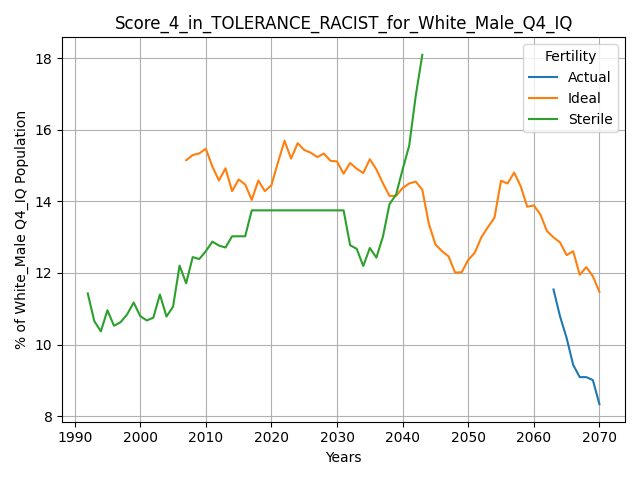 Score_4_in_TOLERANCE_RACIST_for_White_Male_Q4_IQ
% of White_Male Q4_IQ Population
18
16
14
12
10
8
Fertility
Actual
Ideal
Sterile
1990 2000 2010 2020 2030 2040 2050 2060 2070
Years